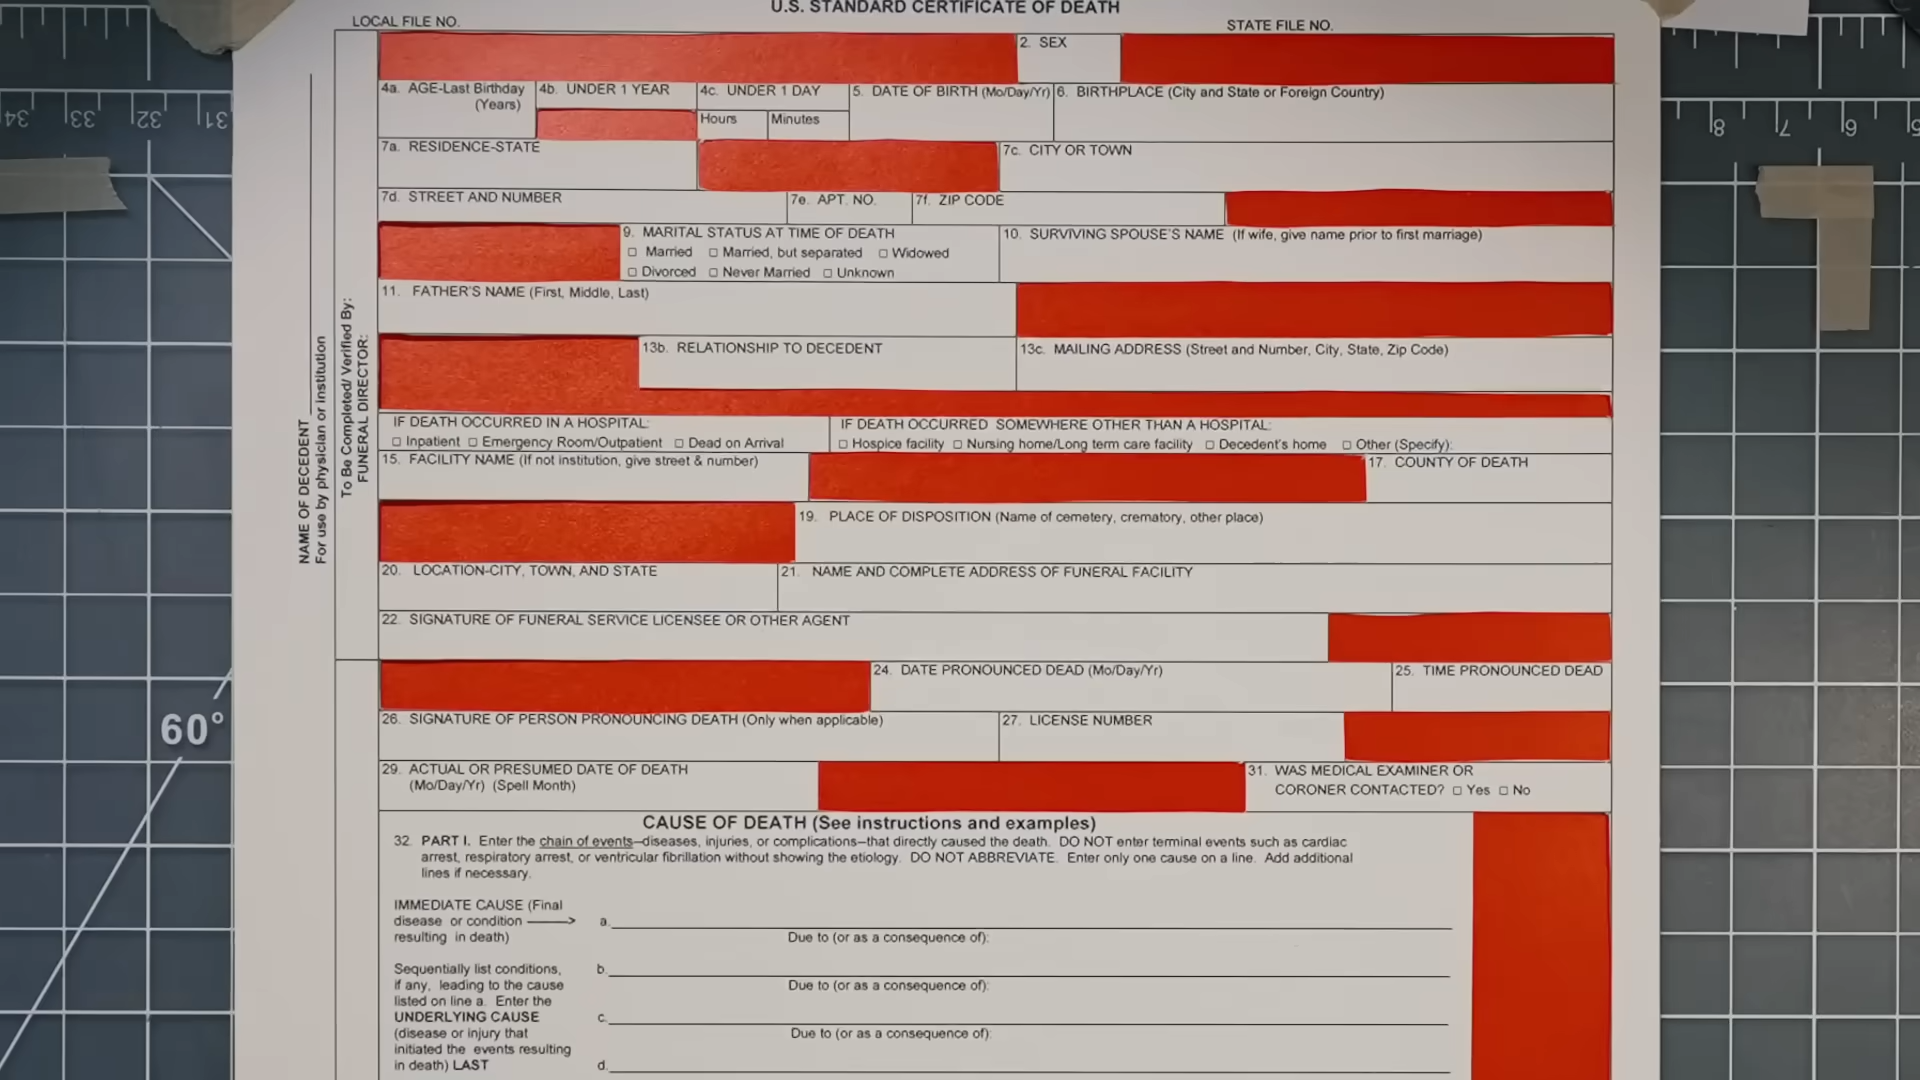 U.S. STANDARD CERTIFICATE OF DEATH
LOCAL FILE NO.
STATE FILE NO.
2. SEX
4a. AGE-Last Birthday
(Years)
4b. UNDER 1 YEAR
4c. UNDER 1 DAY
5. DATE OF BIRTH (Mo/Day/Yr)
6. BIRTHPLACE (City and State or Foreign Country)
Hours
Minutes
7a. RESIDENCE-STATE
7c. CITY OR TOWN
7d. STREET AND NUMBER
7e. APT. NO.
7f. ZIP CODE
9. MARITAL STATUS AT TIME OF DEATH
□ Married □ Married, but separated □ Widowed
□ Divorced □ Never Married □ Unknown
10. SURVIVING SPOUSE'S NAME (If wife, give name prior to first marriage)
11. FATHER'S NAME (First, Middle, Last)
13b. RELATIONSHIP TO DECEDENT
13c. MAILING ADDRESS (Street and Number, City, State, Zip Code)
IF DEATH OCCURRED IN A HOSPITAL:
□ Inpatient □ Emergency Room/Outpatient □ Dead on Arrival
IF DEATH OCCURRED SOMEWHERE OTHER THAN A HOSPITAL:
□ Hospice facility □ Nursing home/Long term care facility □ Decedent's home □ Other (Specify):
15. FACILITY NAME (If not institution, give street & number)
17. COUNTY OF DEATH
19. PLACE OF DISPOSITION (Name of cemetery, crematory, other place)
20. LOCATION-CITY, TOWN, AND STATE
21. NAME AND COMPLETE ADDRESS OF FUNERAL FACILITY
22. SIGNATURE OF FUNERAL SERVICE LICENSEE OR OTHER AGENT
24. DATE PRONOUNCED DEAD (Mo/Day/Yr)
25. TIME PRONOUNCED DEAD
26. SIGNATURE OF PERSON PRONOUNCING DEATH (Only when applicable)
27. LICENSE NUMBER
29. ACTUAL OR PRESUMED DATE OF DEATH
(Mo/Day/Yr) (Spell Month)
31. WAS MEDICAL EXAMINER OR
CORONER CONTACTED? □ Yes □ No
CAUSE OF DEATH (See instructions and examples)
32. PART I. Enter the chain of events--diseases, injuries, or complications--that directly caused the death. DO NOT enter terminal events such as cardiac
arrest, respiratory arrest, or ventricular fibrillation without showing the etiology. DO NOT ABBREVIATE. Enter only one cause on a line. Add additional
lines if necessary.
IMMEDIATE CAUSE (Final
disease or condition ---------> a.
resulting in death)
Due to (or as a consequence of):
Sequentially list conditions, b.
if any, leading to the cause
Due to (or as a consequence of):
listed on line a. Enter the
UNDERLYING CAUSE c.
(disease or injury that
Due to (or as a consequence of):
initiated the events resulting
in death) LAST d.
NAME OF DECEDENT
For use by physician or institution
To Be Completed/ Verified By:
FUNERAL DIRECTOR:
34 33 32 31
8 7 6 5
60°